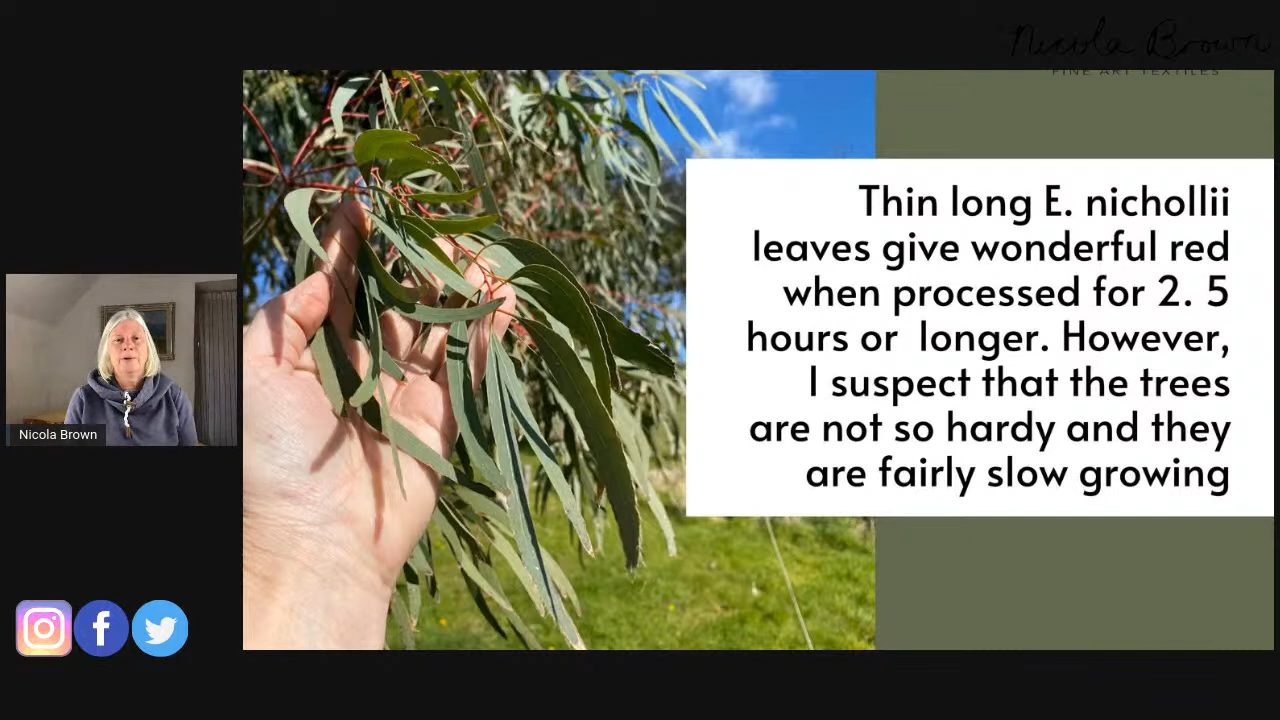 Nicola Brown
FINE ART TEXTILES
Thin long E. nichollii
leaves give wonderful red
when processed for 2. 5
hours or  longer. However,
I suspect that the trees
are not so hardy and they
are fairly slow growing
Nicola Brown